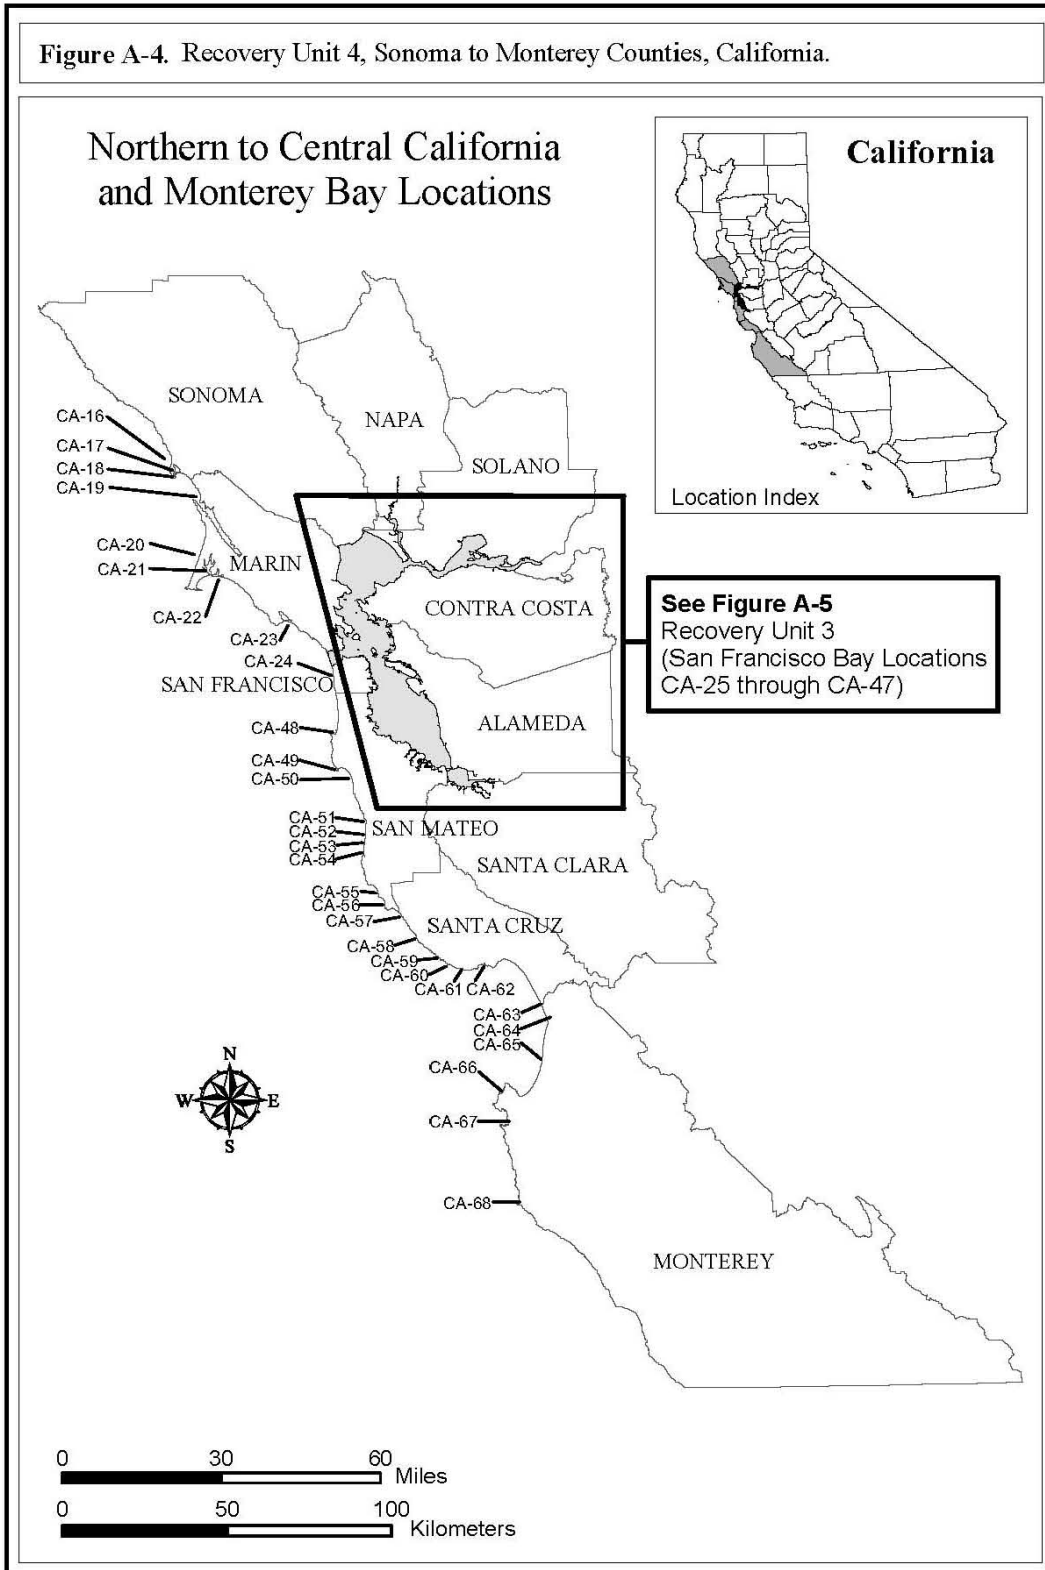 Figure A-4. Recovery Unit 4, Sonoma to Monterey Counties, California.
Northern to Central California
and Monterey Bay Locations
California
Location Index
SONOMA
NAPA
SOLANO
CA-16
CA-17
CA-18
CA-19
CA-20
CA-21
CA-22
CA-23
CA-24
MARIN
CONTRA COSTA
SAN FRANCISCO
ALAMEDA
See Figure A-5
Recovery Unit 3
(San Francisco Bay Locations
CA-25 through CA-47)
CA-48
CA-49
CA-50
CA-51
CA-52
CA-53
CA-54
SAN MATEO
SANTA CLARA
CA-55
CA-56
CA-57
SANTA CRUZ
CA-58
CA-59
CA-60
CA-61
CA-62
CA-63
CA-64
CA-65
CA-66
CA-67
CA-68
MONTEREY
N
W
E
S
0 30 60
Miles
0 50 100
Kilometers